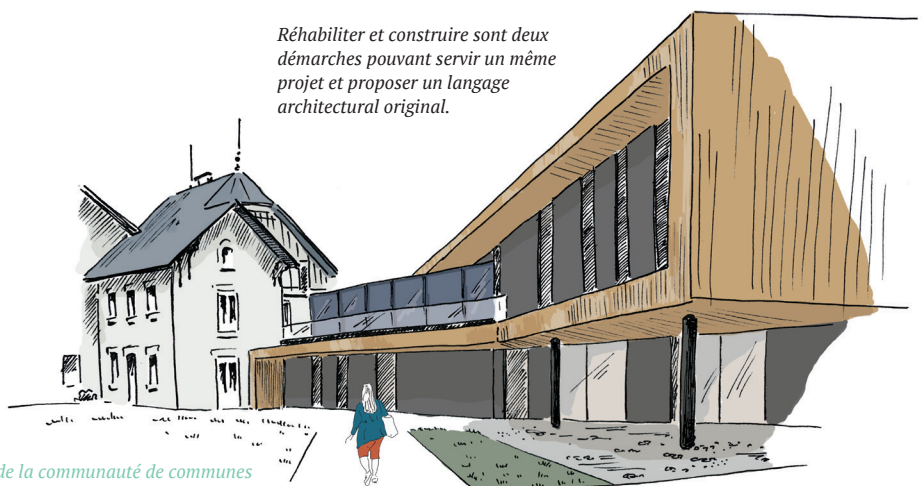 Réhabiliter et construire sont deux
démarches pouvant servir un même
projet et proposer un langage
architectural original.
de la communauté de communes